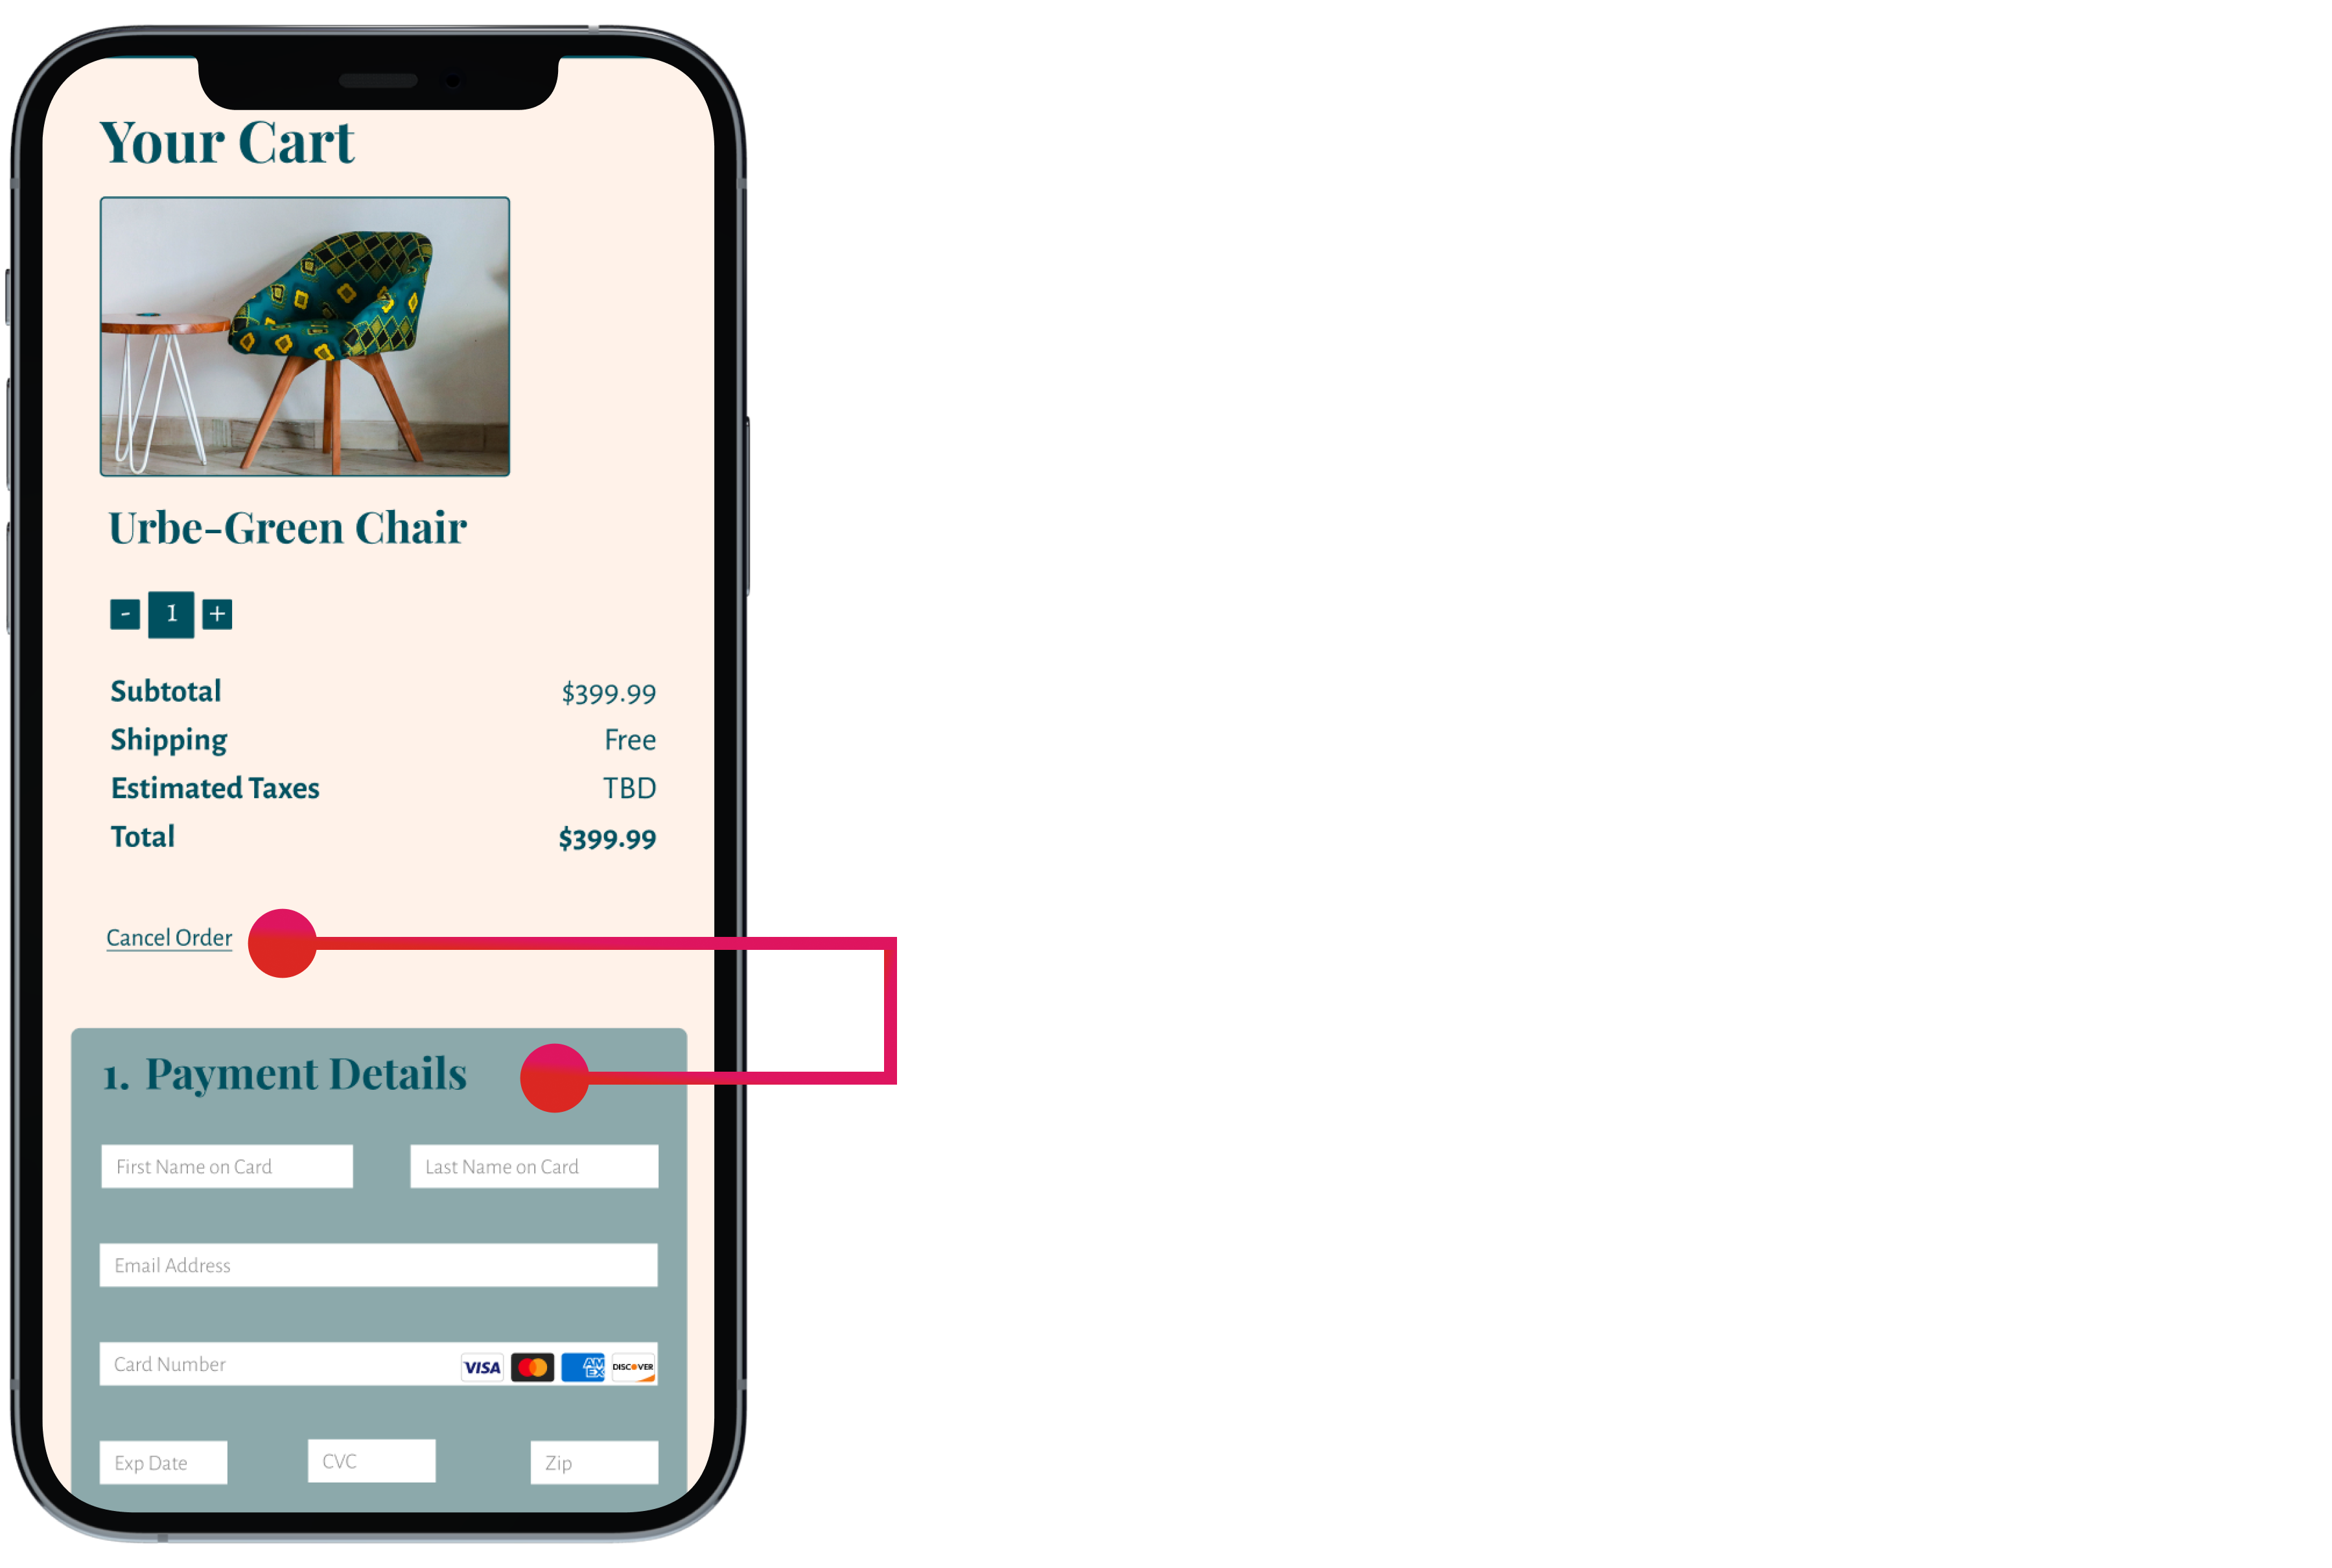 Your Cart
Urbe-Green Chair
- 1 +
Subtotal $399.99
Shipping Free
Estimated Taxes TBD
Total $399.99
Cancel Order
1. Payment Details
First Name on Card Last Name on Card
Email Address
Card Number VISA AM EX DISCOVER
Exp Date CVC Zip